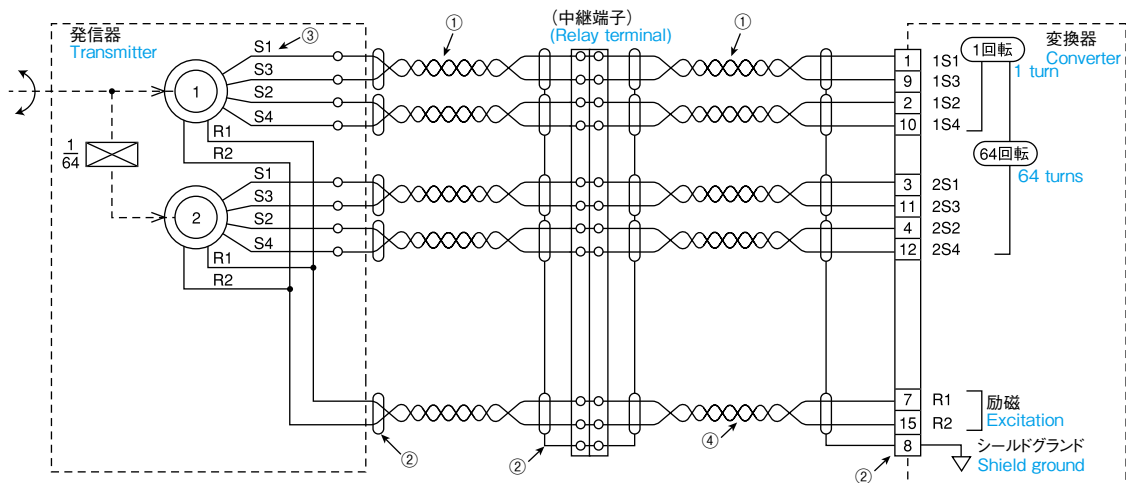 発信器
Transmitter
③
①
(中継端子)
(Relay terminal)
①
変換器
Converter
1
S1
S3
S2
S4
R1
R2
1
64
2
S1
S3
S2
S4
R1
R2
1 1S1
9 1S3
2 1S2
10 1S4
1回転
1 turn
64回転
64 turns
3 2S1
11 2S3
4 2S2
12 2S4
7 R1
15 R2
励磁
Excitation
8
シールドグランド
Shield ground
②
②
④
②